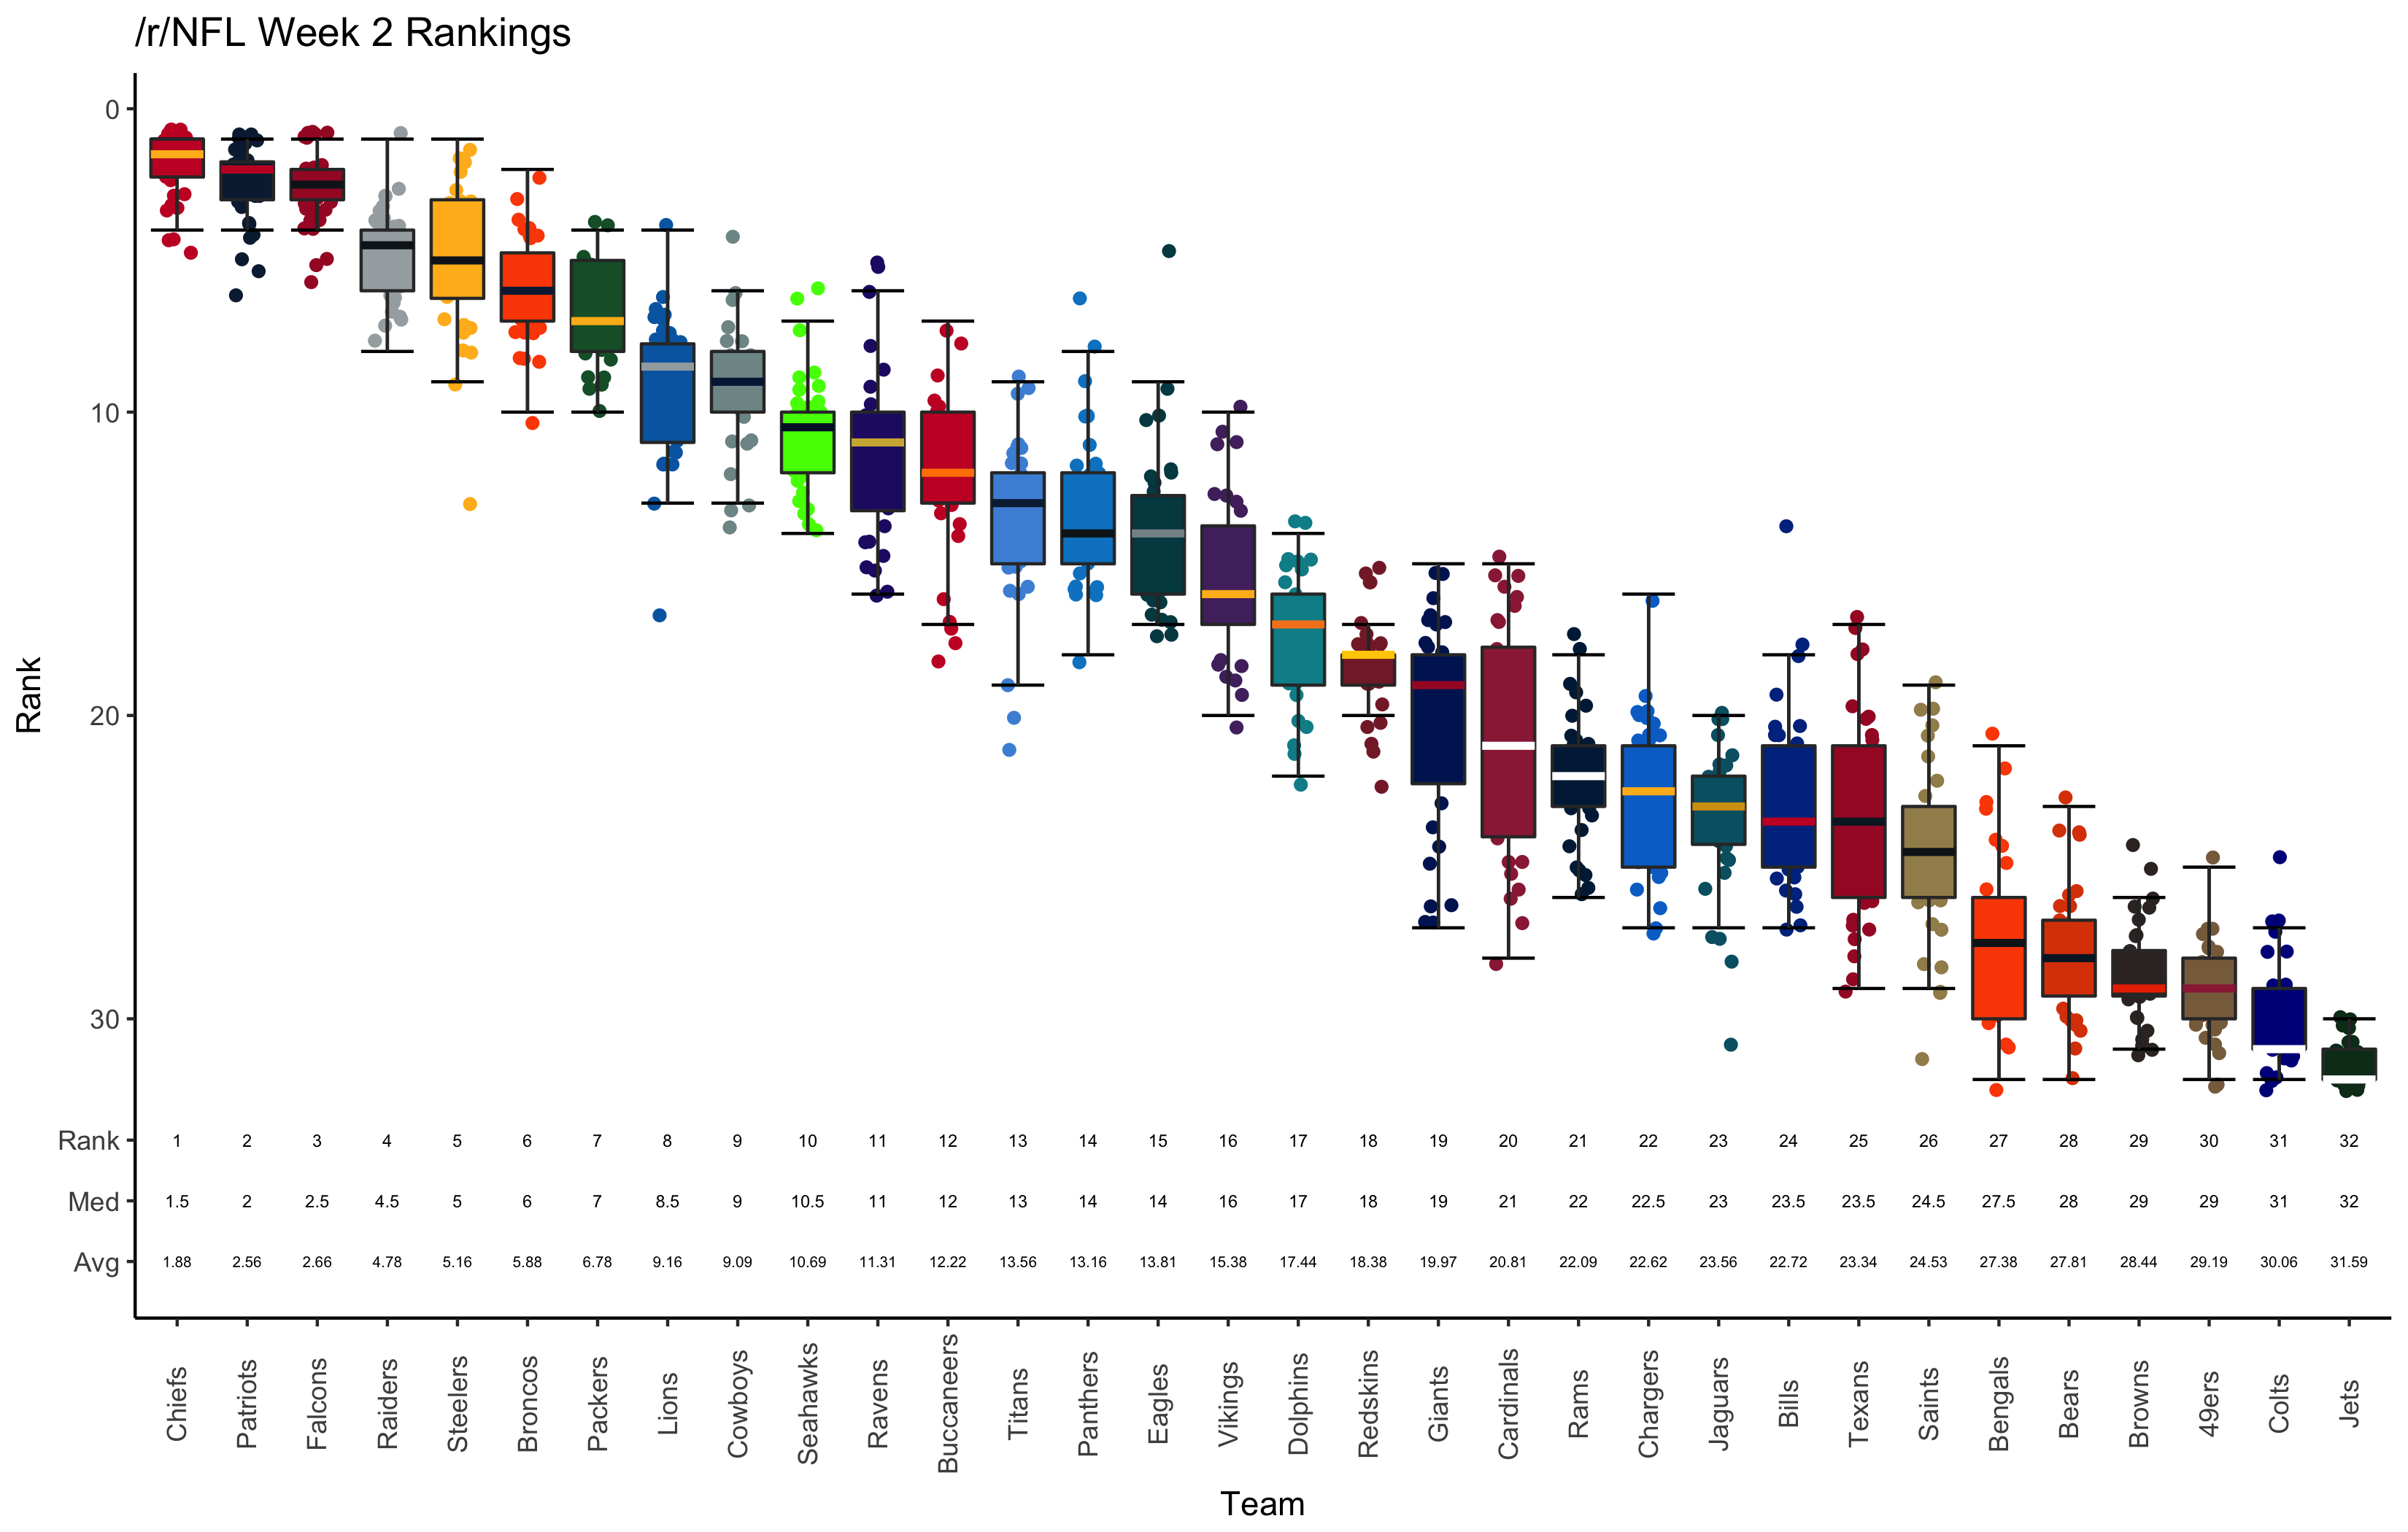 /r/NFL Week 2 Rankings
0
10
20
30
Rank
Rank 1 2 3 4 5 6 7 8 9 10 11 12 13 14 15 16 17 18 19 20 21 22 23 24 25 26 27 28 29 30 31 32
Med 1.5 2 2.5 4.5 5 6 7 8.5 9 10.5 11 12 13 14 14 16 17 18 19 21 22 22.5 23 23.5 23.5 24.5 27.5 28 29 29 31 32
Avg 1.88 2.56 2.66 4.78 5.16 5.88 6.78 9.16 9.09 10.69 11.31 12.22 13.56 13.16 13.81 15.38 17.44 18.38 19.97 20.81 22.09 22.62 23.56 22.72 23.34 24.53 27.38 27.81 28.44 29.19 30.06 31.59
Chiefs Patriots Falcons Raiders Steelers Broncos Packers Lions Cowboys Seahawks Ravens Buccaneers Titans Panthers Eagles Vikings Dolphins Redskins Giants Cardinals Rams Chargers Jaguars Bills Texans Saints Bengals Bears Browns 49ers Colts Jets
Team